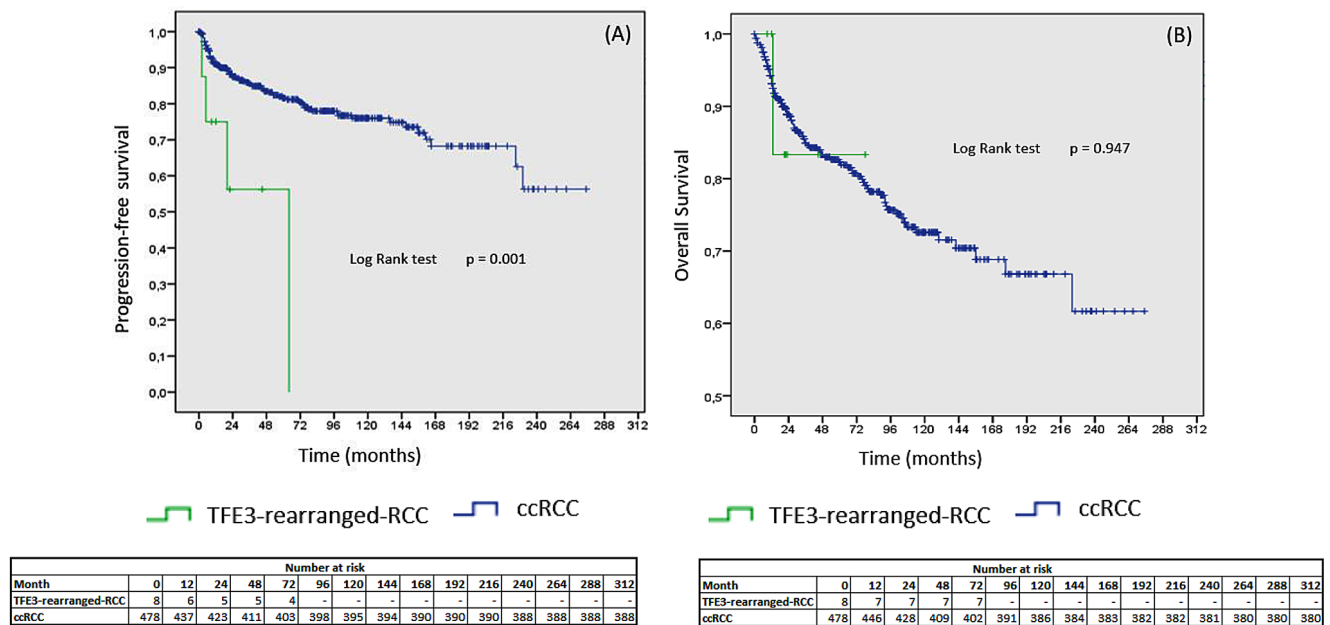 (A)
1,0
0,9
0,8
0,7
0,6
0,5
0,4
0,3
0,2
0,1
0,0
Progression-free survival
Log Rank test p = 0.001
0 24 48 72 96 120 144 168 192 216 240 264 288 312
Time (months)
TFE3-rearranged-RCC ccRCC
Number at risk
Month 0 12 24 48 72 96 120 144 168 192 216 240 264 288 312
TFE3-rearranged-RCC 8 6 5 5 4 - - - - - - - - - -
ccRCC 478 437 423 411 403 398 395 394 390 390 390 388 388 388 388
(B)
1,0
0,9
0,8
0,7
0,6
0,5
Overall Survival
Log Rank test p = 0.947
0 24 48 72 96 120 144 168 192 216 240 264 288 312
Time (months)
TFE3-rearranged-RCC ccRCC
Number at risk
Month 0 12 24 48 72 96 120 144 168 192 216 240 264 288 312
TFE3-rearranged-RCC 8 7 7 7 7 - - - - - - - - - -
ccRCC 478 446 428 409 402 391 386 384 383 382 382 381 380 380 380